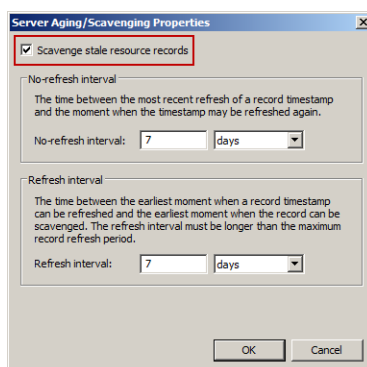 Server Aging/Scavenging Properties
Scavenge stale resource records
No-refresh interval
The time between the most recent refresh of a record timestamp
and the moment when the timestamp may be refreshed again.
No-refresh interval: 7 days
Refresh interval
The time between the earliest moment when a record timestamp
can be refreshed and the earliest moment when the record can be
scavenged. The refresh interval must be longer than the maximum
record refresh period.
Refresh interval: 7 days
OK Cancel